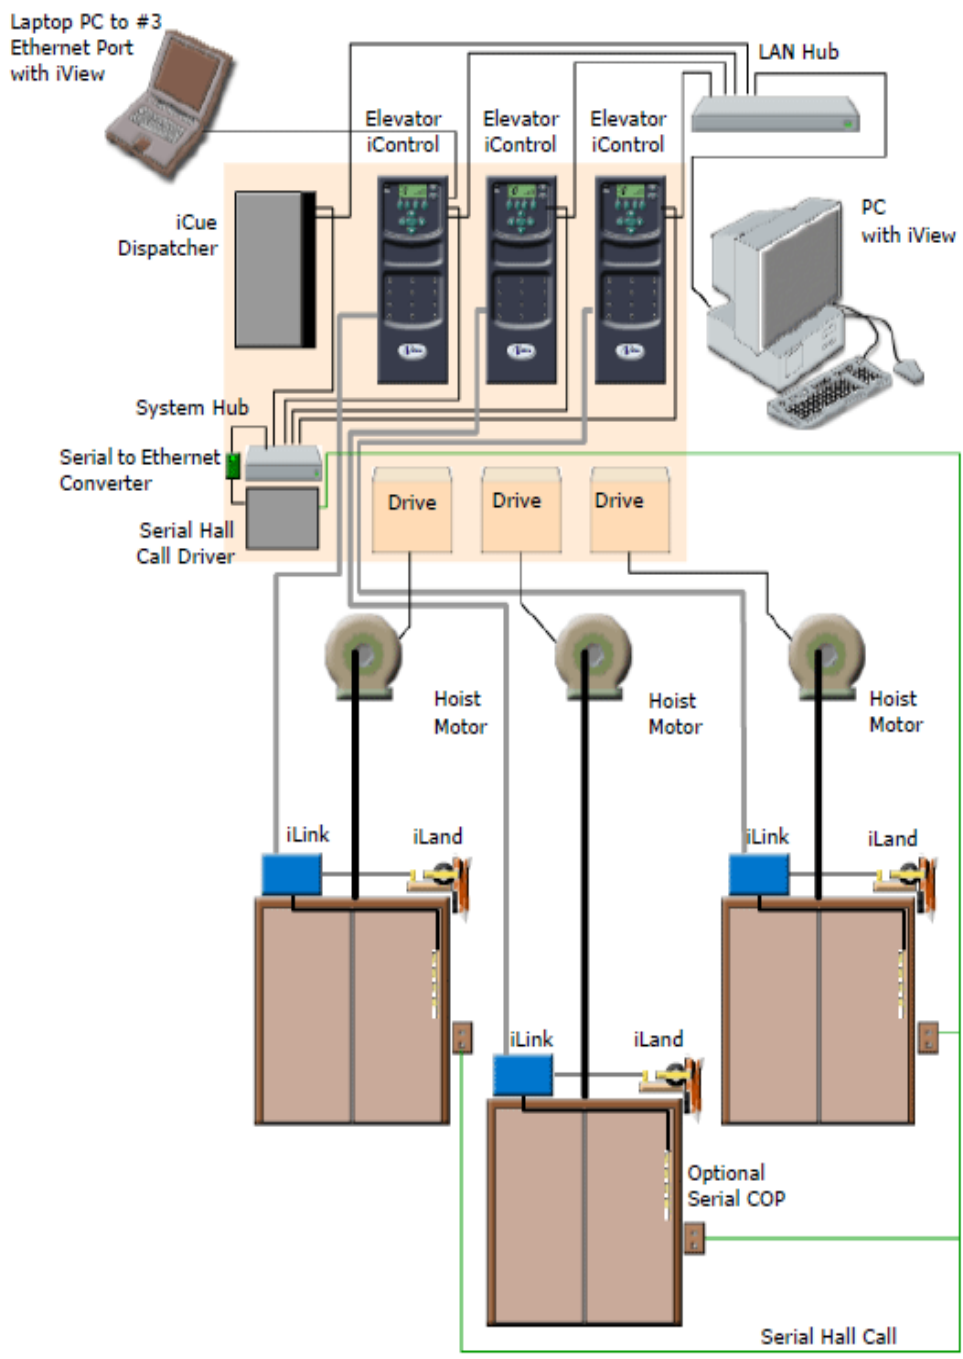 Laptop PC to #3
Ethernet Port
with iView
LAN Hub
Elevator
iControl
Elevator
iControl
Elevator
iControl
iCue
Dispatcher
PC
with iView
System Hub
Serial to Ethernet
Converter
Serial Hall
Call Driver
Drive
Drive
Drive
Hoist
Motor
Hoist
Motor
Hoist
Motor
iLink
iLand
iLink
iLand
iLink
iLand
Optional
Serial COP
Serial Hall Call